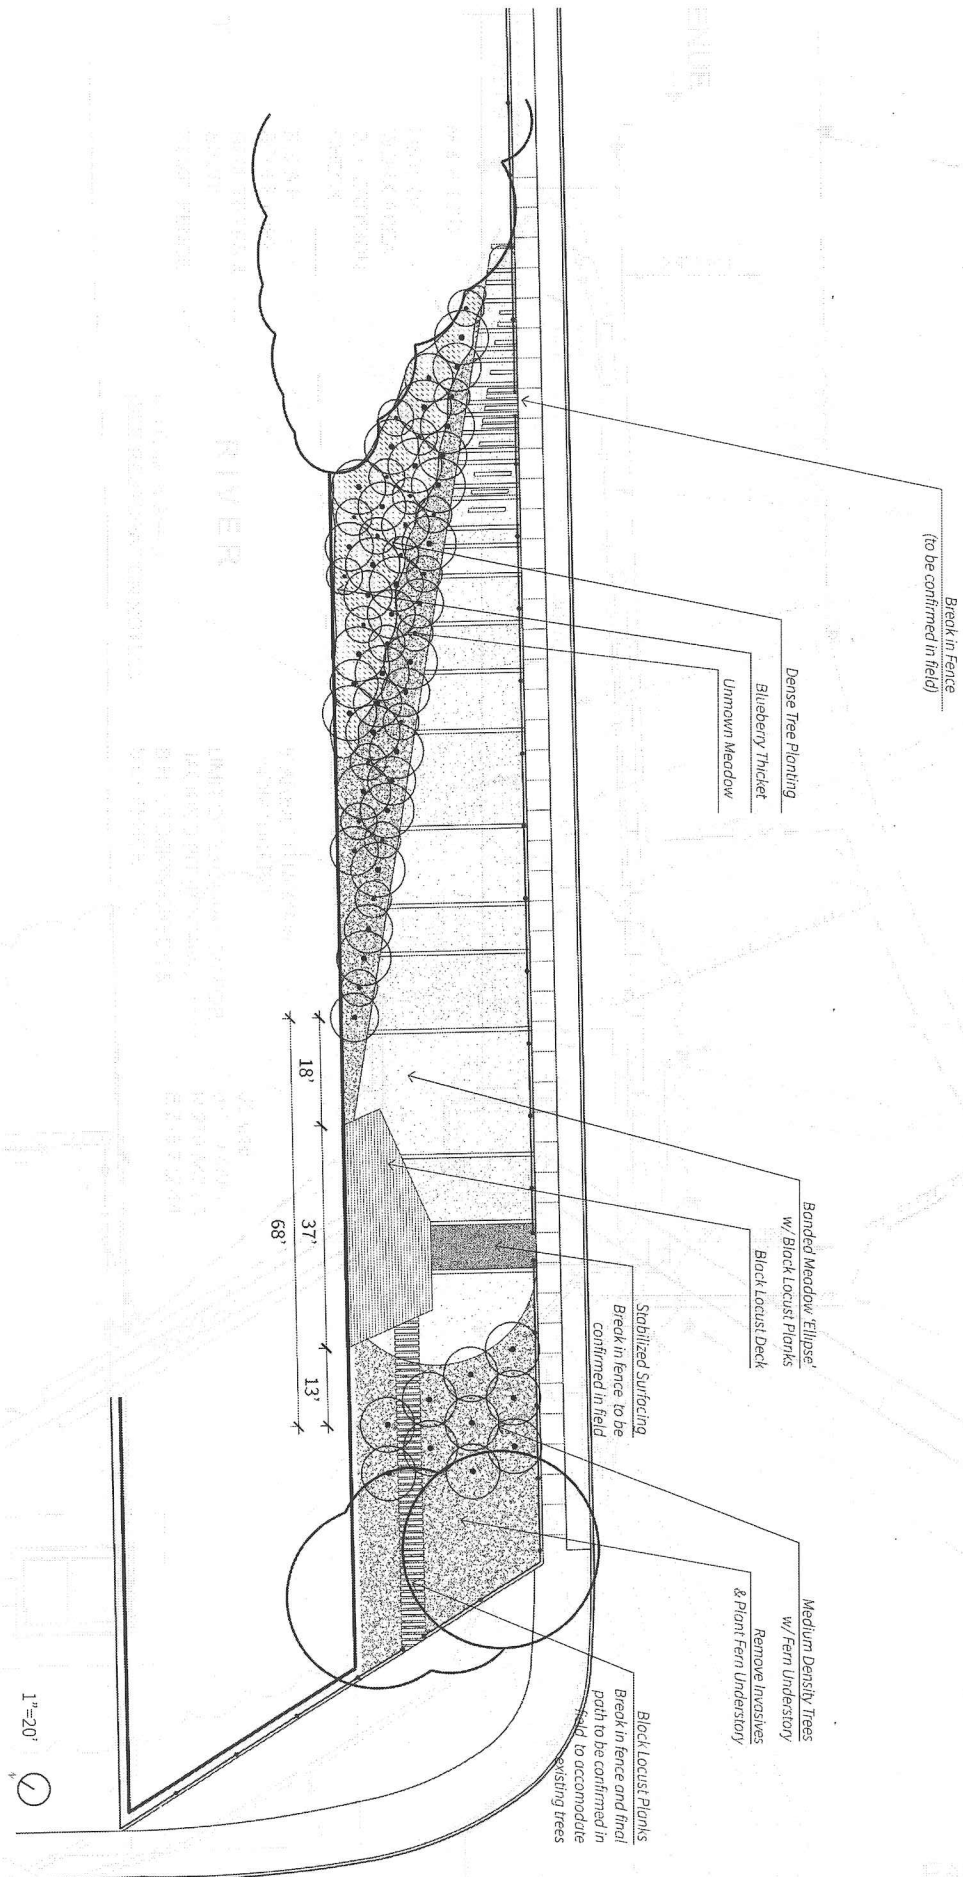 Break in Fence
(to be confirmed in field)
Dense Tree Planting
Blueberry Thicket
Unmown Meadow
Banded Meadow 'Ellipse'
w/ Black Locust Planks
Black Locust Deck
Stabilized Surfacing
Break in fence to be
confirmed in field
Medium Density Trees
w/ Fern Understory
Remove Invasives
& Plant Fern Understory
Black Locust Planks
Break in fence and final
path to be confirmed in
field to accomodate
existing trees
18'
37'
13'
68'
1"=20'
RIVER